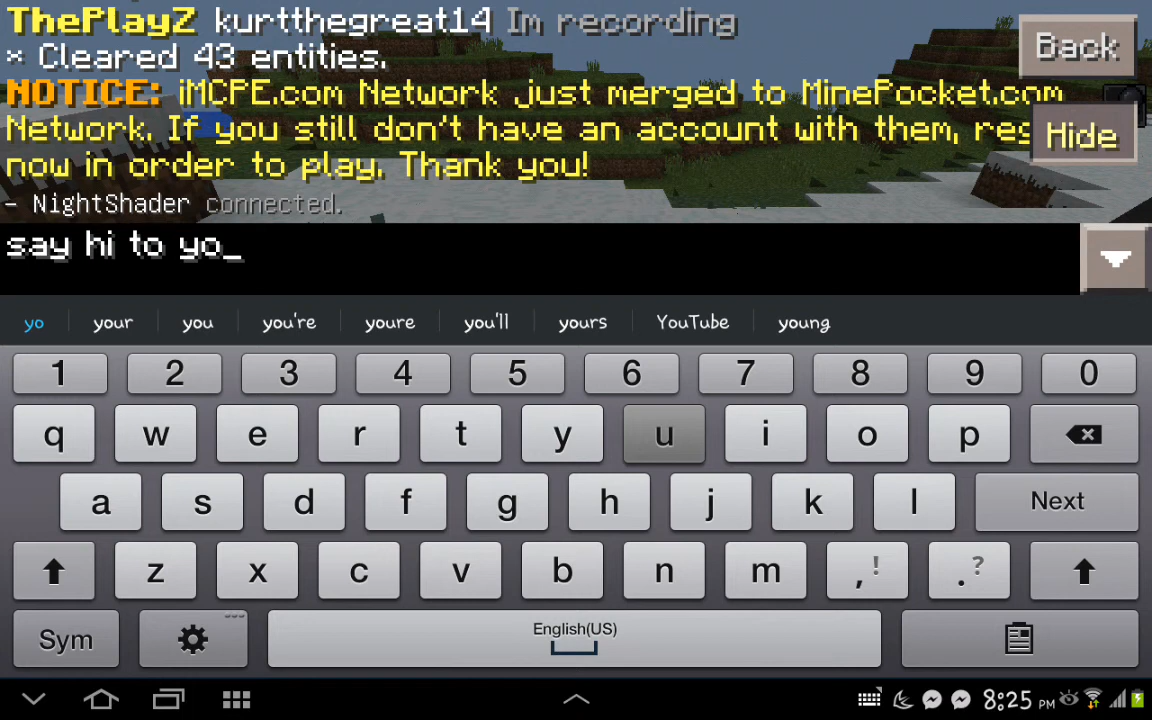 ThePlayZ kurtthegreat14 Im recording
Back
× Cleared 43 entities.
NOTICE: iMCPE.com Network just merged to MinePocket.com
Network. If you still don't have an account with them, reg
Hide
now in order to play. Thank you!
- NightShader connected.
say hi to yo_
yo your you you're youre you'll yours YouTube young
1 2 3 4 5 6 7 8 9 0
q w e r t y u i o p
a s d f g h j k l Next
z x c v b n m , ! . ?
Sym English(US)
8:25 PM